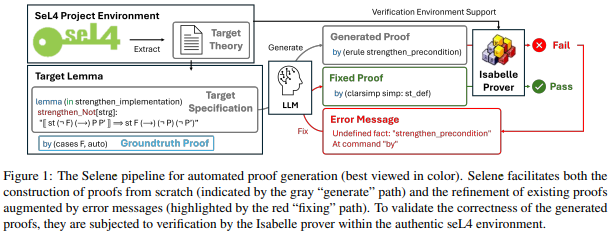 seL4 Project Environment
Verification Environment Support
seL4
Extract
Target
Theory
Generate
Generated Proof
by (erule strengthen_precondition)
Fail
Target Lemma
Target
Specification
lemma (in strengthen_implementation)
strengthen_Not[strg]:
"⟦ st (¬ F) (⟶) P P' ⟧ ⟹ st F (⟶) (¬ P) (¬ P')"
by (cases F, auto)
Groundtruth Proof
LLM
Fixed Proof
by (clarsimp simp: st_def)
Isabelle
Prover
Pass
Fix
Error Message
Undefined fact: "strengthen_precondition"
At command "by"
Figure 1: The Selene pipeline for automated proof generation (best viewed in color). Selene facilitates both the
construction of proofs from scratch (indicated by the gray “generate” path) and the refinement of existing proofs
augmented by error messages (highlighted by the red “fixing” path). To validate the correctness of the generated
proofs, they are subjected to verification by the Isabelle prover within the authentic seL4 environment.